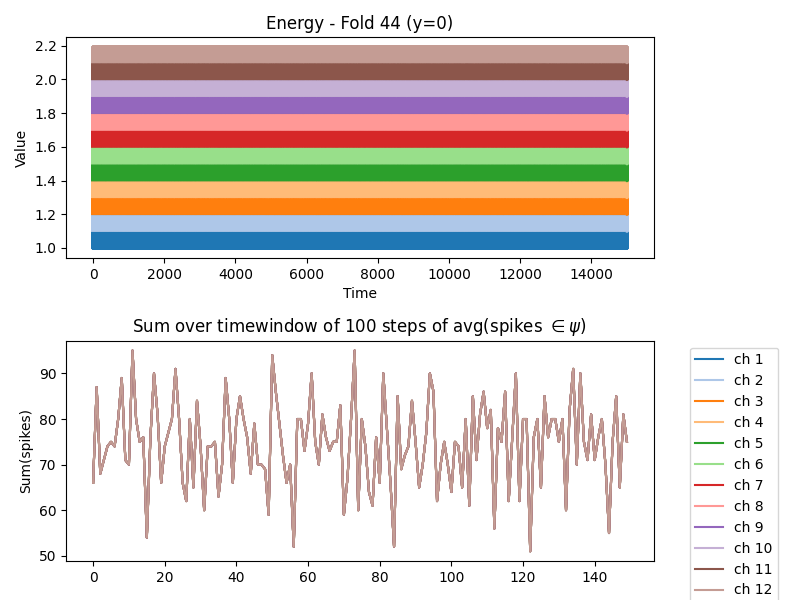 Energy - Fold 44 (y=0)
Value
2.2
2.0
1.8
1.6
1.4
1.2
1.0
0 2000 4000 6000 8000 10000 12000 14000
Time
Sum over timewindow of 100 steps of avg(spikes ∈ ψ)
Sum(spikes)
90
80
70
60
50
0 20 40 60 80 100 120 140
ch 1
ch 2
ch 3
ch 4
ch 5
ch 6
ch 7
ch 8
ch 9
ch 10
ch 11
ch 12